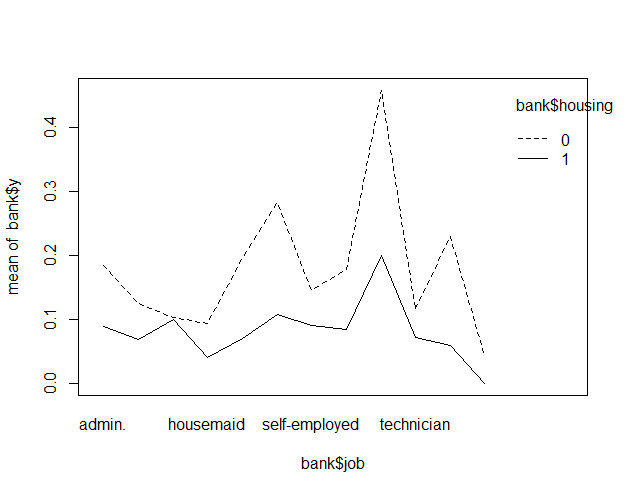 bank$housing
0
1
mean of bank$y
0.4
0.3
0.2
0.1
0.0
admin.
housemaid
self-employed
technician
bank$job